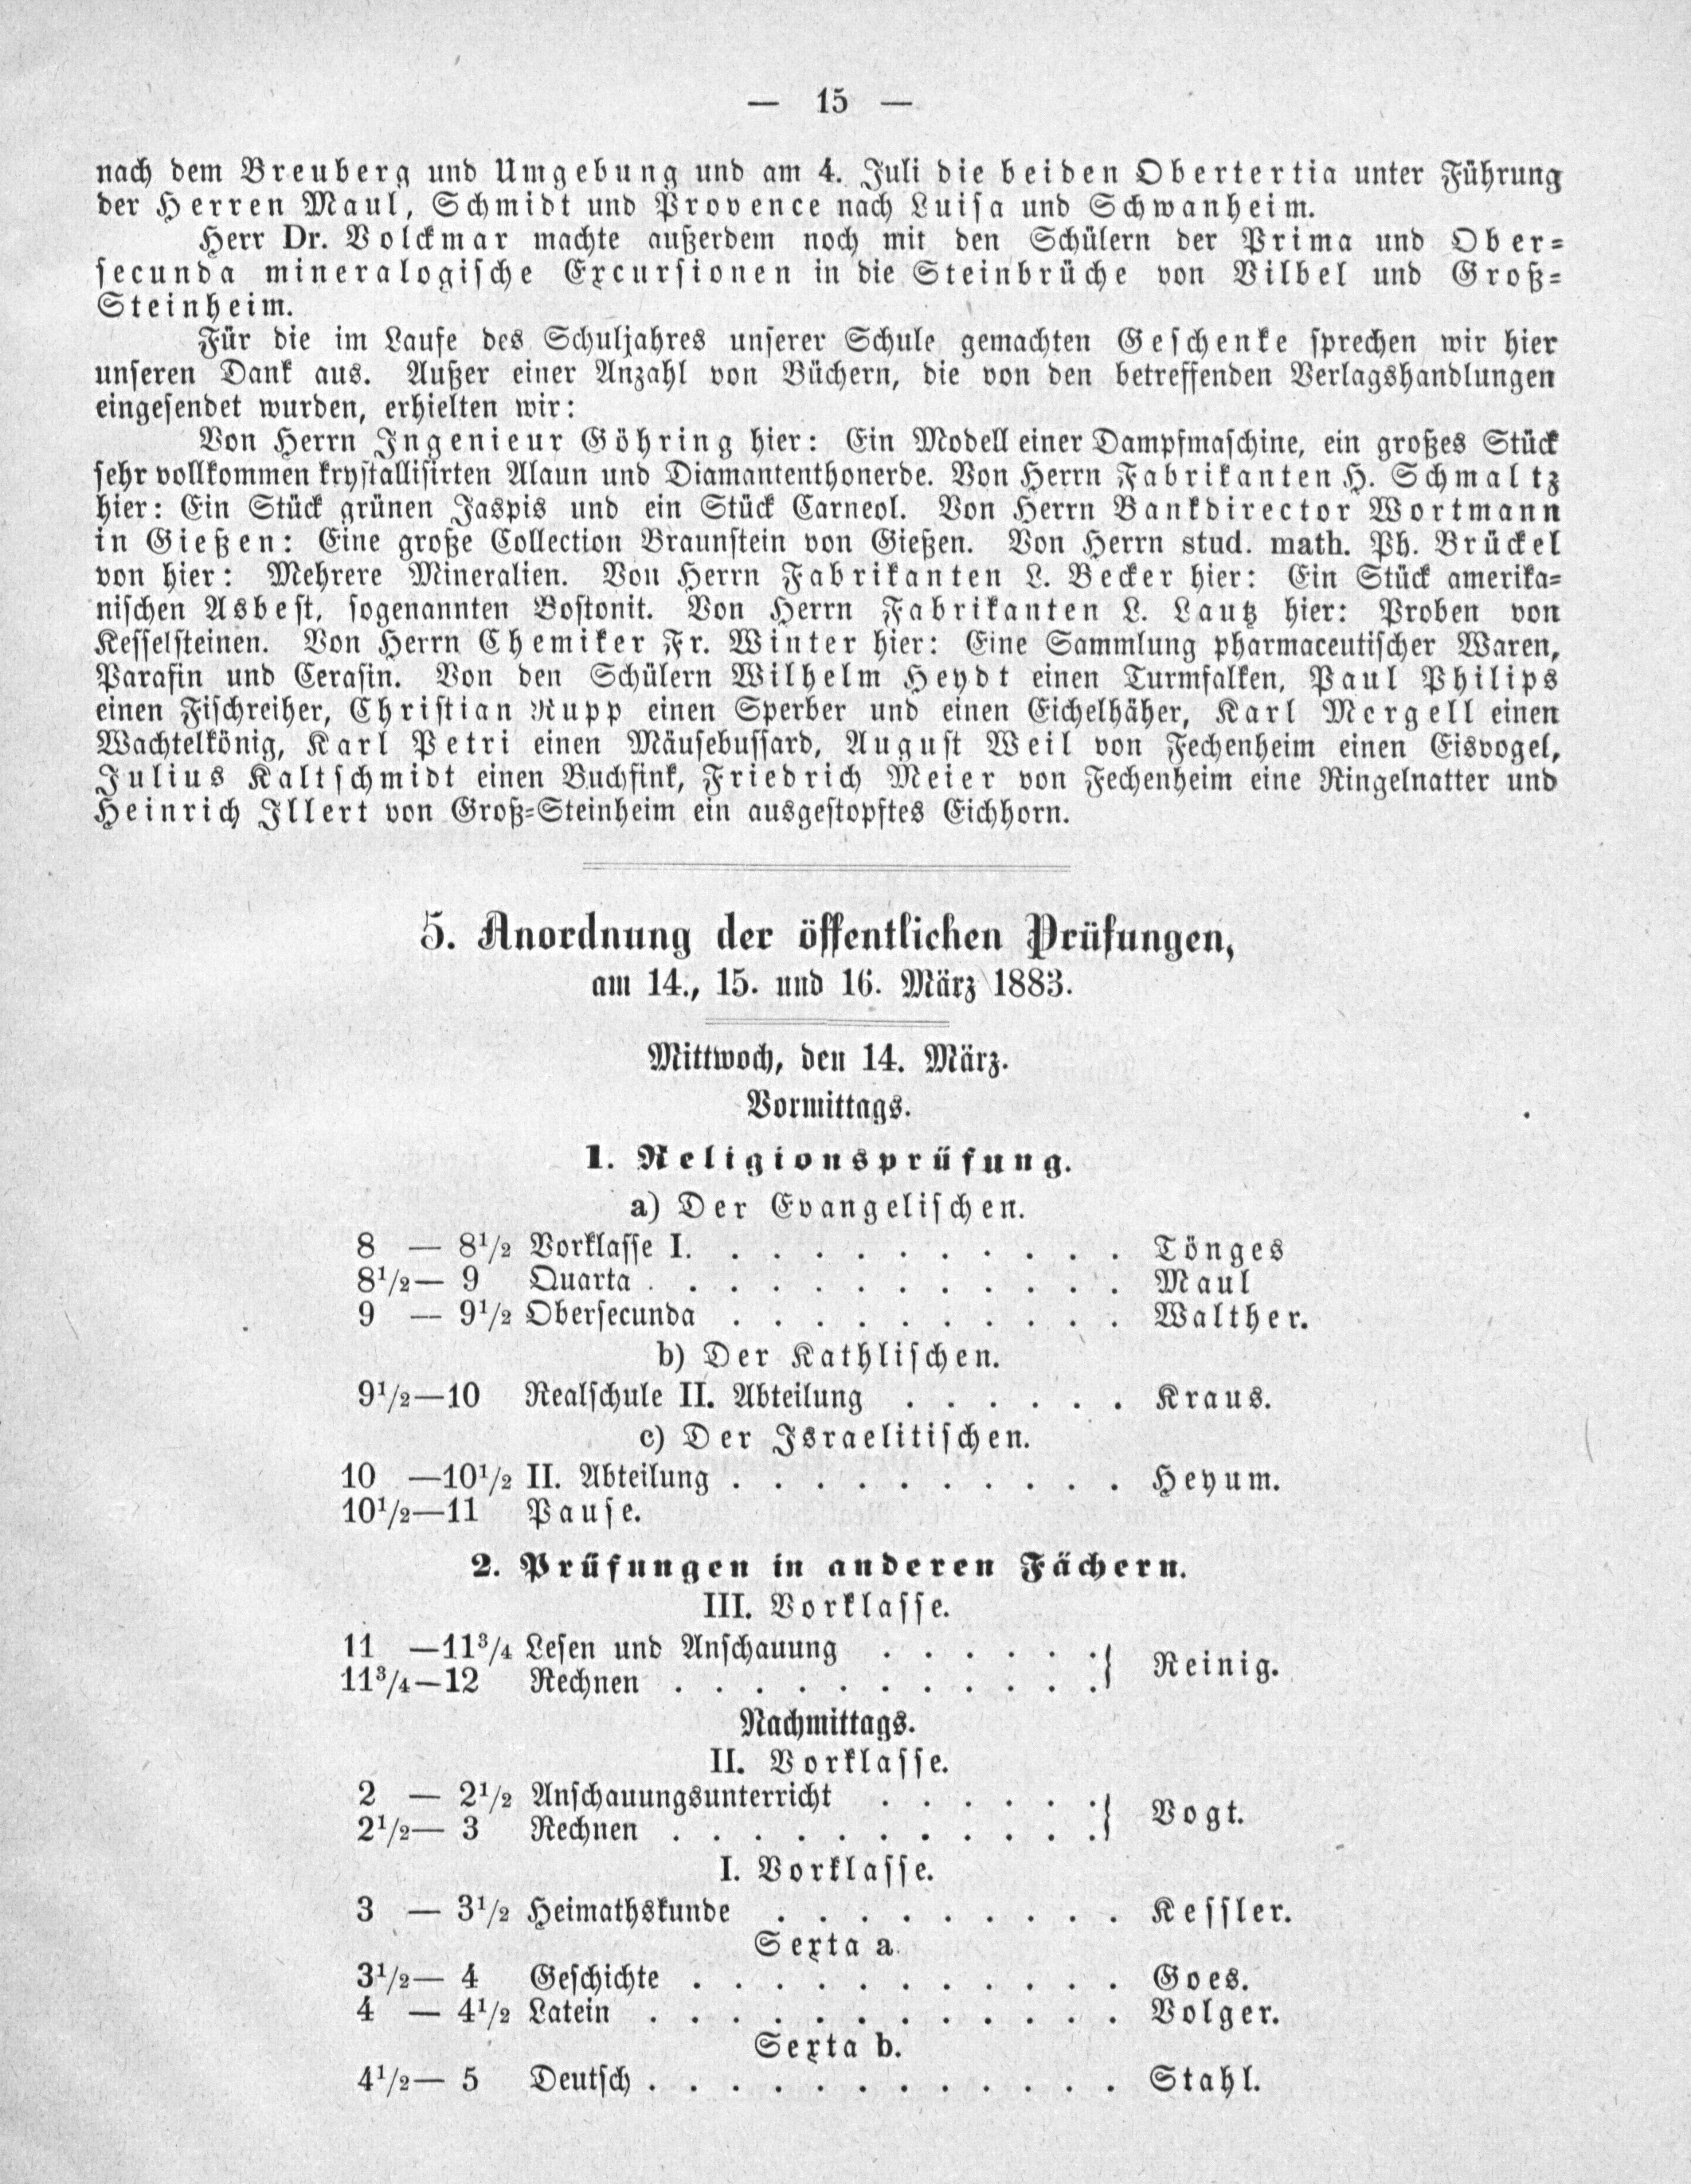 — 15 —
nach dem Breuberg und Umgebung und am 4. Juli die beiden Obertertia unter Führung
der Herren Maul, Schmidt und Provence nach Luisa und Schwanheim.
Herr Dr. Volckmar machte außerdem noch mit den Schülern der Prima und Ober-
secunda mineralogische Excursionen in die Steinbrüche von Vilbel und Groß-
Steinheim.
Für die im Laufe des Schuljahres unserer Schule gemachten Geschenke sprechen wir hier
unseren Dank aus. Außer einer Anzahl von Büchern, die von den betreffenden Verlagshandlungen
eingesendet wurden, erhielten wir:
Von Herrn Ingenieur Göhring hier: Ein Modell einer Dampfmaschine, ein großes Stück
sehr vollkommen krystallisirten Alaun und Diamantenthonerde. Von Herrn Fabrikanten H. Schmaltz
hier: Ein Stück grünen Jaspis und ein Stück Carneol. Von Herrn Bankdirector Wortmann
in Gießen: Eine große Collection Braunstein von Gießen. Von Herrn stud. math. Ph. Brückel
von hier: Mehrere Mineralien. Von Herrn Fabrikanten L. Becker hier: Ein Stück amerika-
nischen Asbest, sogenannten Bostonit. Von Herrn Fabrikanten L. Lautz hier: Proben von
Kesselsteinen. Von Herrn Chemiker Fr. Winter hier: Eine Sammlung pharmaceutischer Waren,
Parafin und Cerasin. Von den Schülern Wilhelm Heydt einen Turmfalken, Paul Philips
einen Fischreiher, Christian Rupp einen Sperber und einen Eichelhäher, Karl Mergell einen
Wachtelkönig, Karl Petri einen Mäusebussard, August Weil von Fechenheim einen Eisvogel,
Julius Kaltschmidt einen Buchfink, Friedrich Meier von Fechenheim eine Ringelnatter und
Heinrich Illert von Groß-Steinheim ein ausgestopftes Eichhorn.
5. Anordnung der öffentlichen Prüfungen,
am 14., 15. und 16. März 1883.
Mittwoch, den 14. März.
Vormittags.
1. Religionsprüfung.
a) Der Evangelischen.
8 — 8½ Vorklasse I. . . . . . . . . . . . Tönges
8½— 9 Quarta . . . . . . . . . . . . Maul
9 — 9½ Obersecunda . . . . . . . . . . Walther.
b) Der Kathlischen.
9½—10 Realschule II. Abteilung . . . . . . Kraus.
c) Der Israelitischen.
10 —10½ II. Abteilung . . . . . . . . . . Heyum.
10½—11 Pause.
2. Prüfungen in anderen Fächern.
III. Vorklasse.
11 —11¾ Lesen und Anschauung . . . . . . } Reinig.
11¾—12 Rechnen . . . . . . . . . . . }
Nachmittags.
II. Vorklasse.
2 — 2½ Anschauungsunterricht . . . . . . } Vogt.
2½— 3 Rechnen . . . . . . . . . . . }
I. Vorklasse.
3 — 3½ Heimathskunde . . . . . . . . . Kessler.
Sexta a.
3½— 4 Geschichte . . . . . . . . . . . Goes.
4 — 4½ Latein . . . . . . . . . . . . Volger.
Sexta b.
4½— 5 Deutsch . . . . . . . . . . . . Stahl.